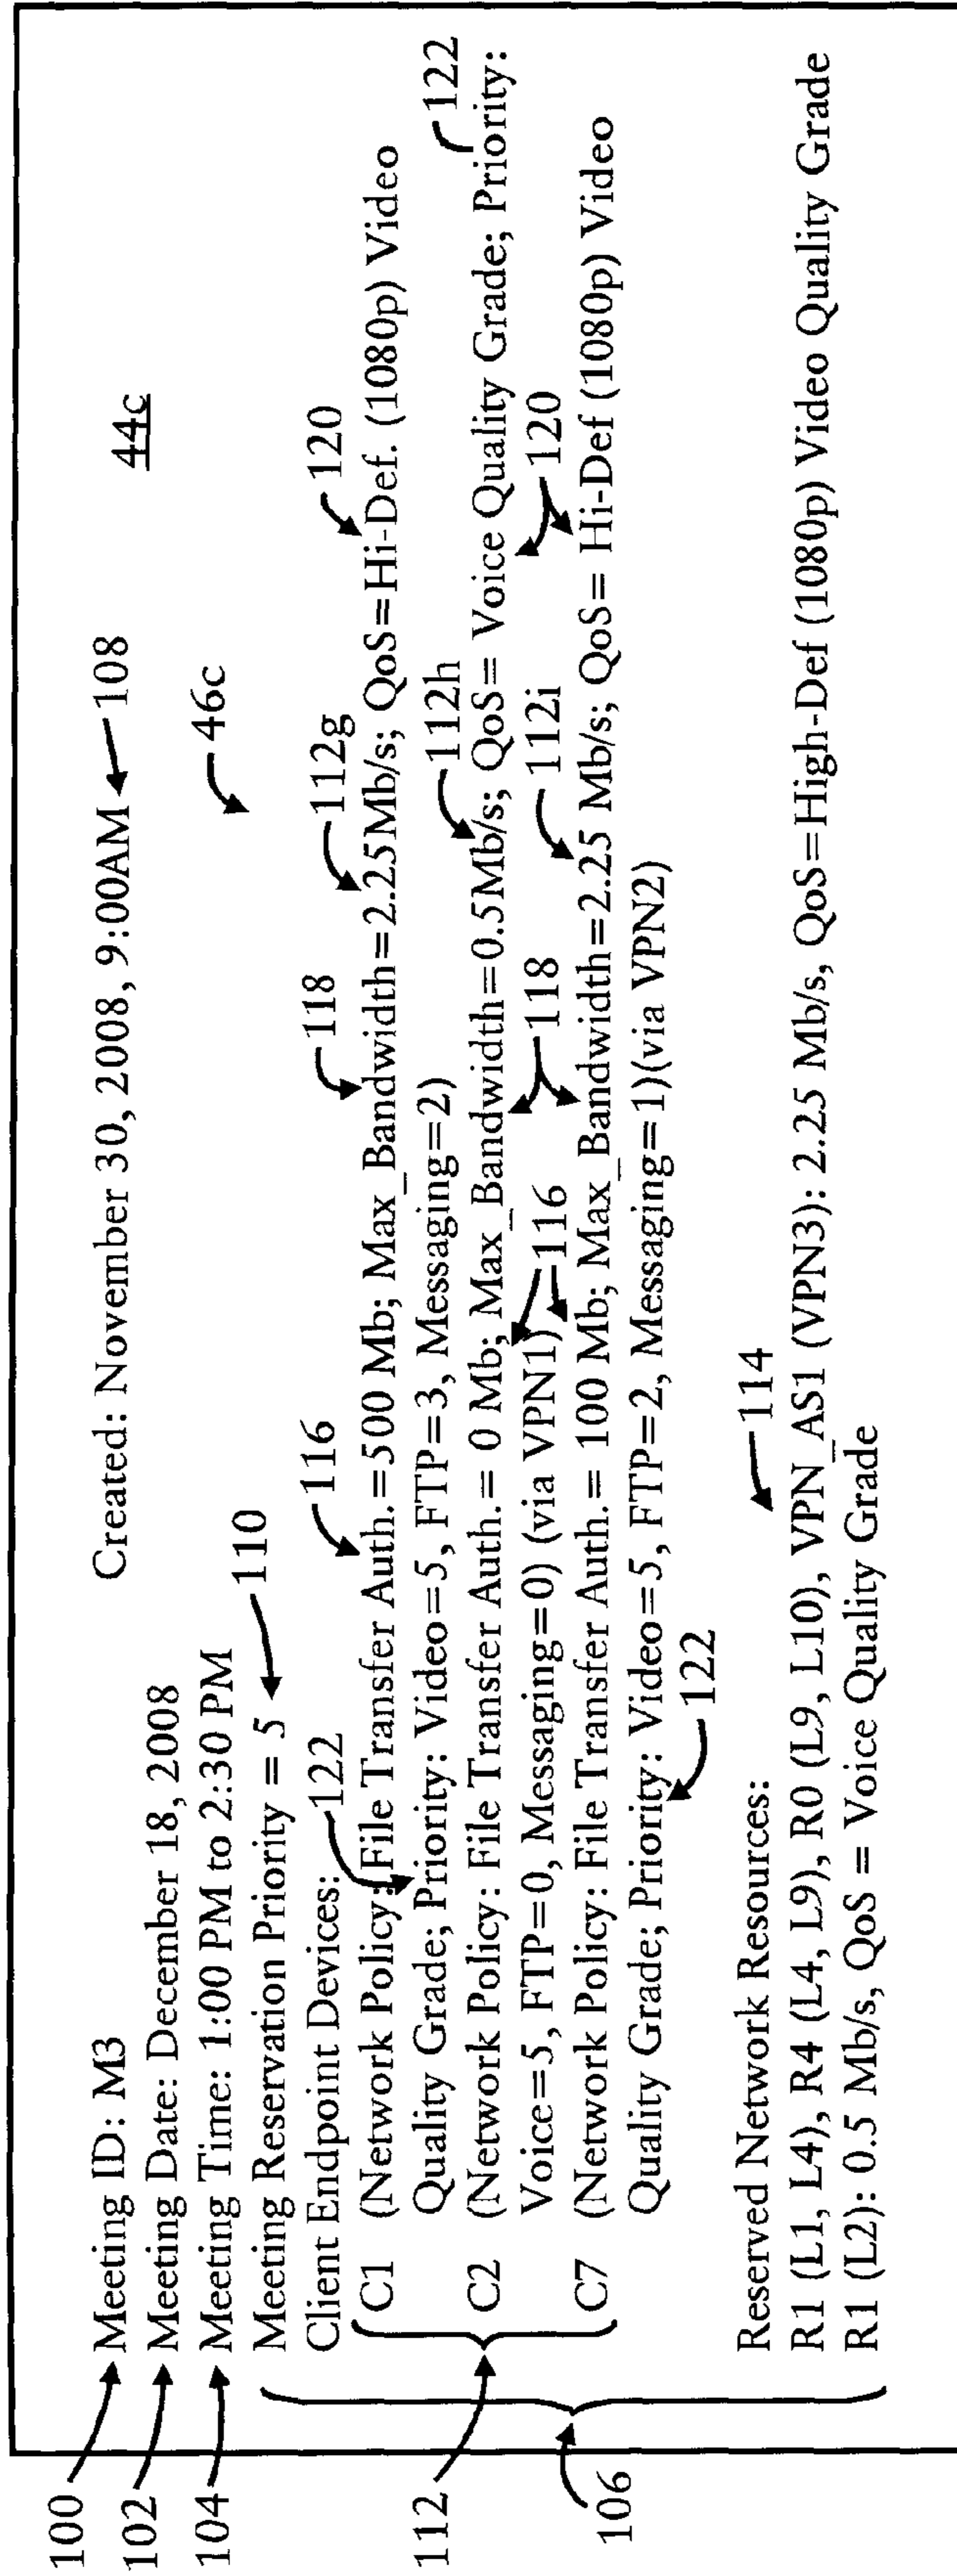 100 Meeting ID: M3 Created: November 30, 2008, 9:00AM 108
102 Meeting Date: December 18, 2008 44c
104 Meeting Time: 1:00 PM to 2:30 PM 46c
Meeting Reservation Priority = 5 110
Client Endpoint Devices: 122 116 118 112g 120
112 C1 (Network Policy: File Transfer Auth.=500 Mb; Max_Bandwidth=2.25Mb/s; QoS=Hi-Def. (1080p) Video
Quality Grade; Priority: Video=5, FTP=3, Messaging=2) 112h 122
C2 (Network Policy: File Transfer Auth.= 0 Mb; Max_Bandwidth=0.5Mb/s; QoS= Voice Quality Grade; Priority:
Voice=5, FTP=0, Messaging=0) (via VPN1) 116 118 112i 120
C7 (Network Policy: File Transfer Auth.= 100 Mb; Max_Bandwidth=2.25 Mb/s; QoS= Hi-Def (1080p) Video
Quality Grade; Priority: Video=5, FTP=2, Messaging=1)(via VPN2)
106 122
Reserved Network Resources: 114
R1 (L1, L4), R4 (L4, L9), R0 (L9, L10), VPN_AS1 (VPN3): 2.25 Mb/s, QoS=High-Def (1080p) Video Quality Grade
R1 (L2): 0.5 Mb/s, QoS = Voice Quality Grade